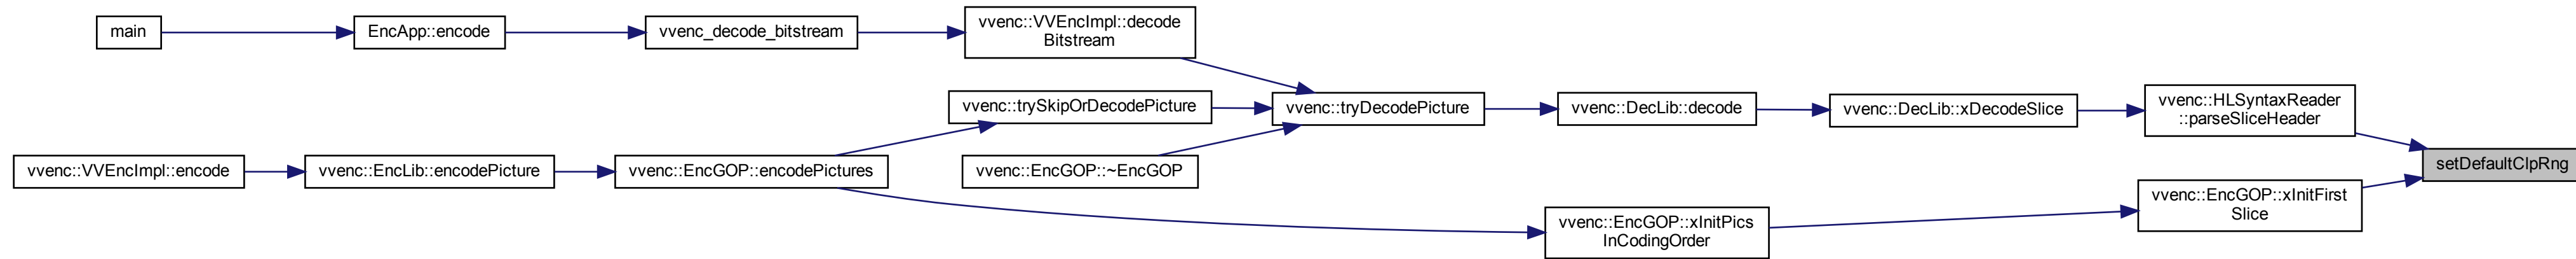 main
EncApp::encode
vvenc_decode_bitstream
vvenc::VVEncImpl::decode
Bitstream
vvenc::trySkipOrDecodePicture
vvenc::tryDecodePicture
vvenc::DecLib::decode
vvenc::DecLib::xDecodeSlice
vvenc::HLSyntaxReader
::parseSliceHeader
setDefaultClpRng
vvenc::VVEncImpl::encode
vvenc::EncLib::encodePicture
vvenc::EncGOP::encodePictures
vvenc::EncGOP::~EncGOP
vvenc::EncGOP::xInitPics
InCodingOrder
vvenc::EncGOP::xInitFirst
Slice